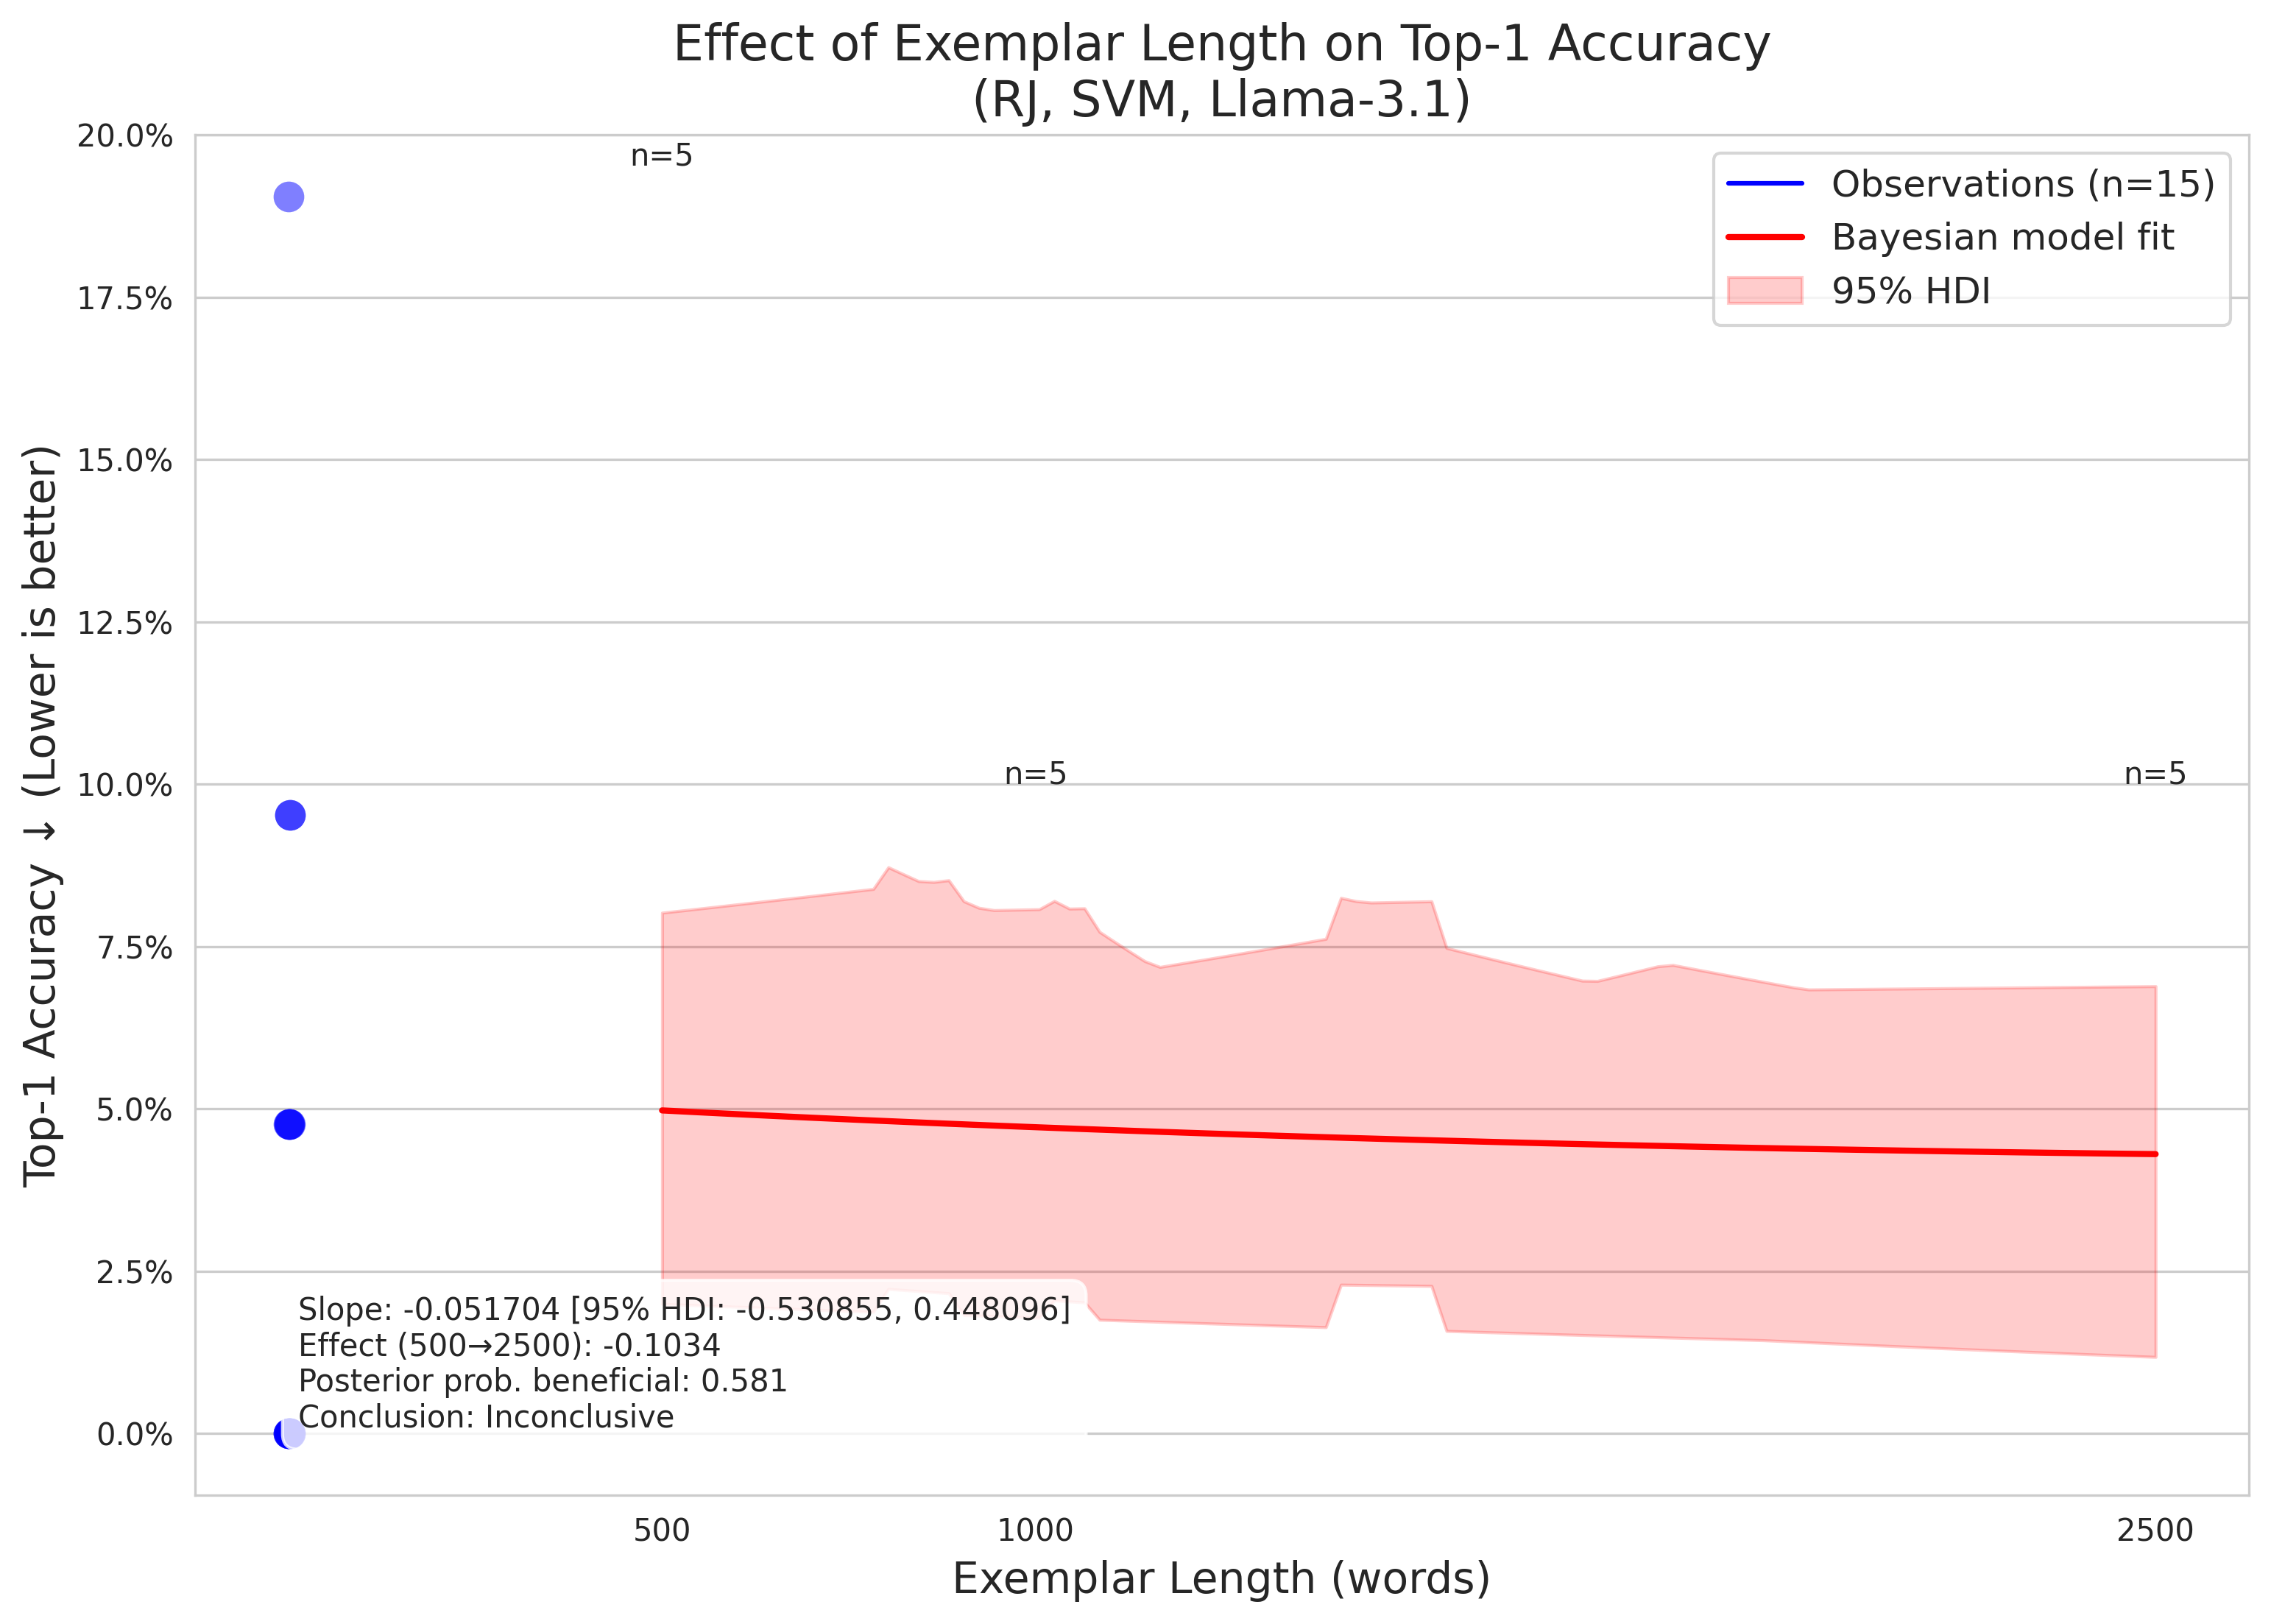 Effect of Exemplar Length on Top-1 Accuracy
(RJ, SVM, Llama-3.1)
Top-1 Accuracy ↓ (Lower is better)
20.0%
17.5%
15.0%
12.5%
10.0%
7.5%
5.0%
2.5%
0.0%
n=5
n=5
n=5
Observations (n=15)
Bayesian model fit
95% HDI
Slope: -0.051704 [95% HDI: -0.530855, 0.448096]
Effect (500→2500): -0.1034
Posterior prob. beneficial: 0.581
Conclusion: Inconclusive
500
1000
2500
Exemplar Length (words)